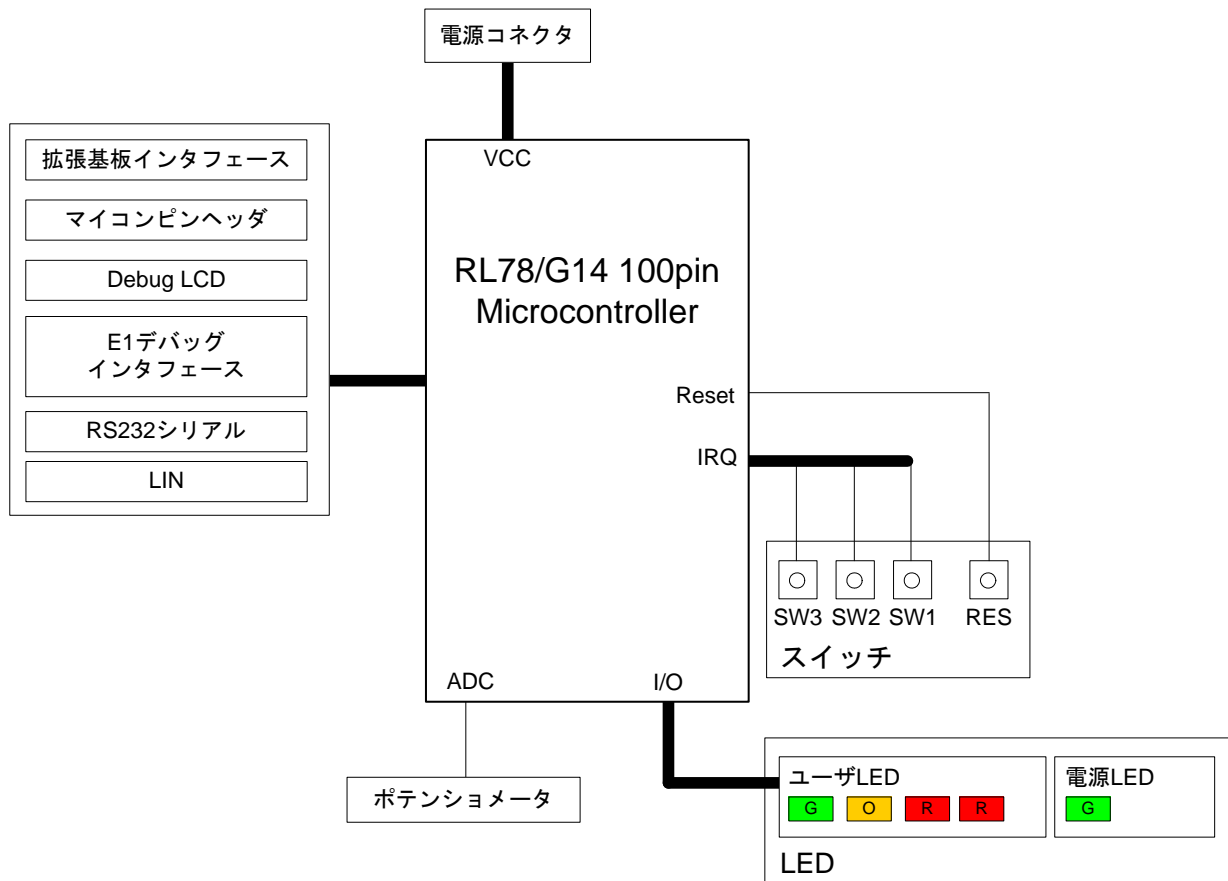 電源コネクタ
拡張基板インタフェース
マイコンピンヘッダ
Debug LCD
E1デバッグ
インタフェース
RS232シリアル
LIN
VCC
RL78/G14 100pin
Microcontroller
Reset
IRQ
SW3 SW2 SW1 RES
スイッチ
ADC
I/O
ポテンショメータ
ユーザLED
G O R R
電源LED
G
LED